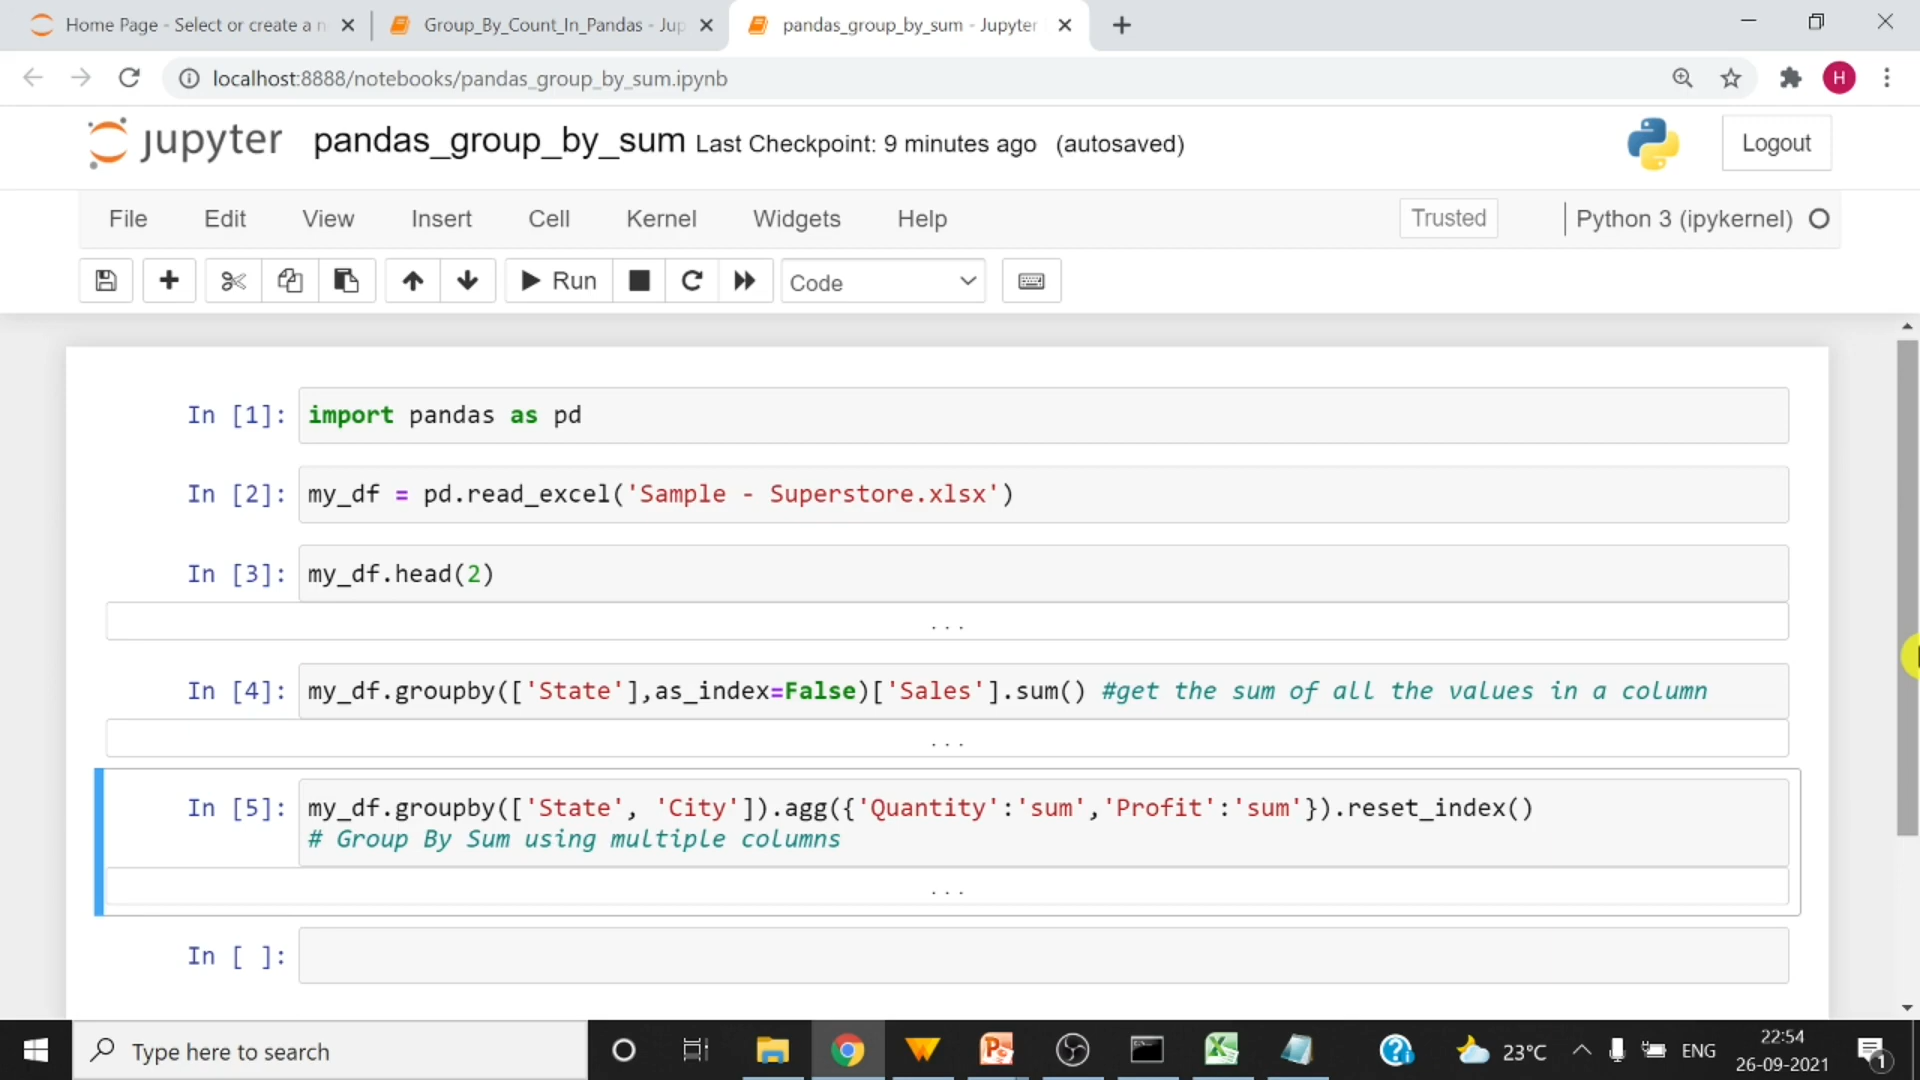 Home Page - Select or create a n
Group_By_Count_In_Pandas - Jup
pandas_group_by_sum - Jupyter
localhost:8888/notebooks/pandas_group_by_sum.ipynb
H
jupyter pandas_group_by_sum Last Checkpoint: 9 minutes ago (autosaved)
Logout
File Edit View Insert Cell Kernel Widgets Help
Trusted
Python 3 (ipykernel)
Run
Code
In [1]: import pandas as pd
In [2]: my_df = pd.read_excel('Sample - Superstore.xlsx')
In [3]: my_df.head(2)
...
In [4]: my_df.groupby(['State'],as_index=False)['Sales'].sum() #get the sum of all the values in a column
...
In [5]: my_df.groupby(['State', 'City']).agg({'Quantity':'sum','Profit':'sum'}).reset_index()
# Group By Sum using multiple columns
...
In [ ]:
Type here to search
23°C
ENG
22:54
26-09-2021
1